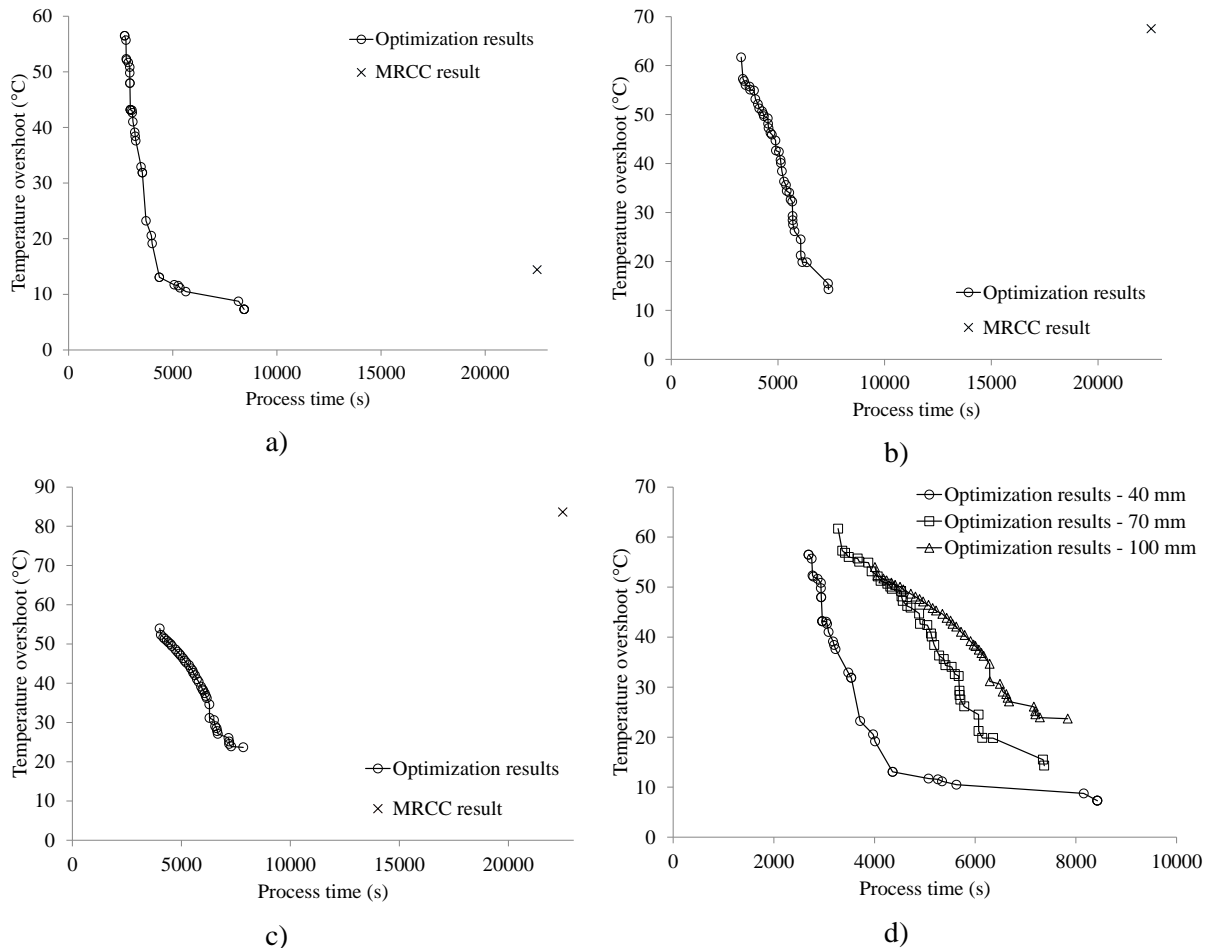 Temperature overshoot (°C)
60
50
40
30
20
10
0
0 5000 10000 15000 20000
Process time (s)
Optimization results
MRCC result
a)
Temperature overshoot (°C)
70
60
50
40
30
20
10
0
0 5000 10000 15000 20000
Process time (s)
Optimization results
MRCC result
b)
Temperature overshoot (°C)
90
80
70
60
50
40
30
20
10
0
0 5000 10000 15000 20000
Process time (s)
Optimization results
MRCC result
c)
Temperature overshoot (°C)
70
60
50
40
30
20
10
0
0 2000 4000 6000 8000 10000
Process time (s)
Optimization results - 40 mm
Optimization results - 70 mm
Optimization results - 100 mm
d)